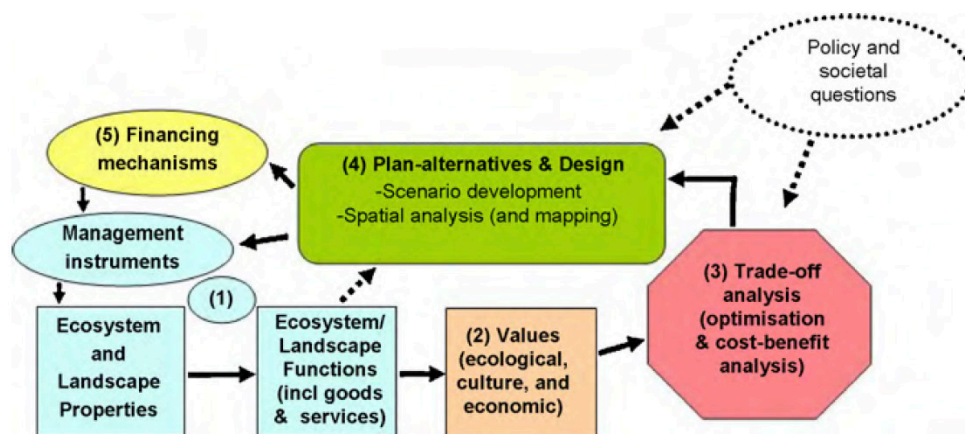 Policy and
societal
questions
(5) Financing
mechanisms
(4) Plan-alternatives & Design
-Scenario development
-Spatial analysis (and mapping)
Management
instruments
(1)
(3) Trade-off
analysis
(optimisation
& cost-benefit
analysis)
Ecosystem
and
Landscape
Properties
Ecosystem/
Landscape
Functions
(incl goods
& services)
(2) Values
(ecological,
culture, and
economic)